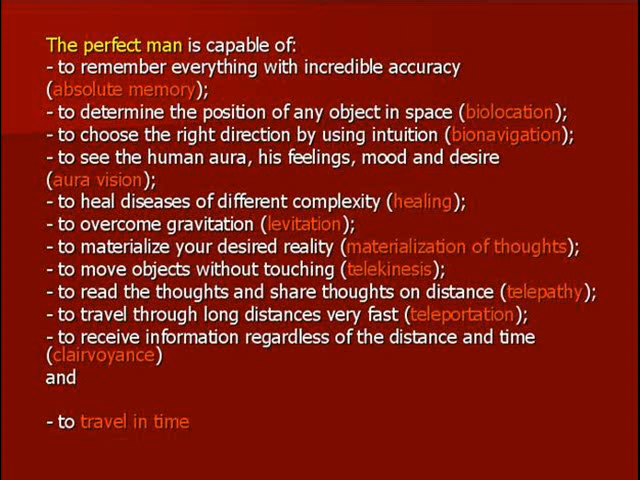 The perfect man is capable of:
- to remember everything with incredible accuracy
(absolute memory);
- to determine the position of any object in space (biolocation);
- to choose the right direction by using intuition (bionavigation);
- to see the human aura, his feelings, mood and desire
(aura vision);
- to heal diseases of different complexity (healing);
- to overcome gravitation (levitation);
- to materialize your desired reality (materialization of thoughts);
- to move objects without touching (telekinesis);
- to read the thoughts and share thoughts on distance (telepathy);
- to travel through long distances very fast (teleportation);
- to receive information regardless of the distance and time
(clairvoyance)
and
- to travel in time